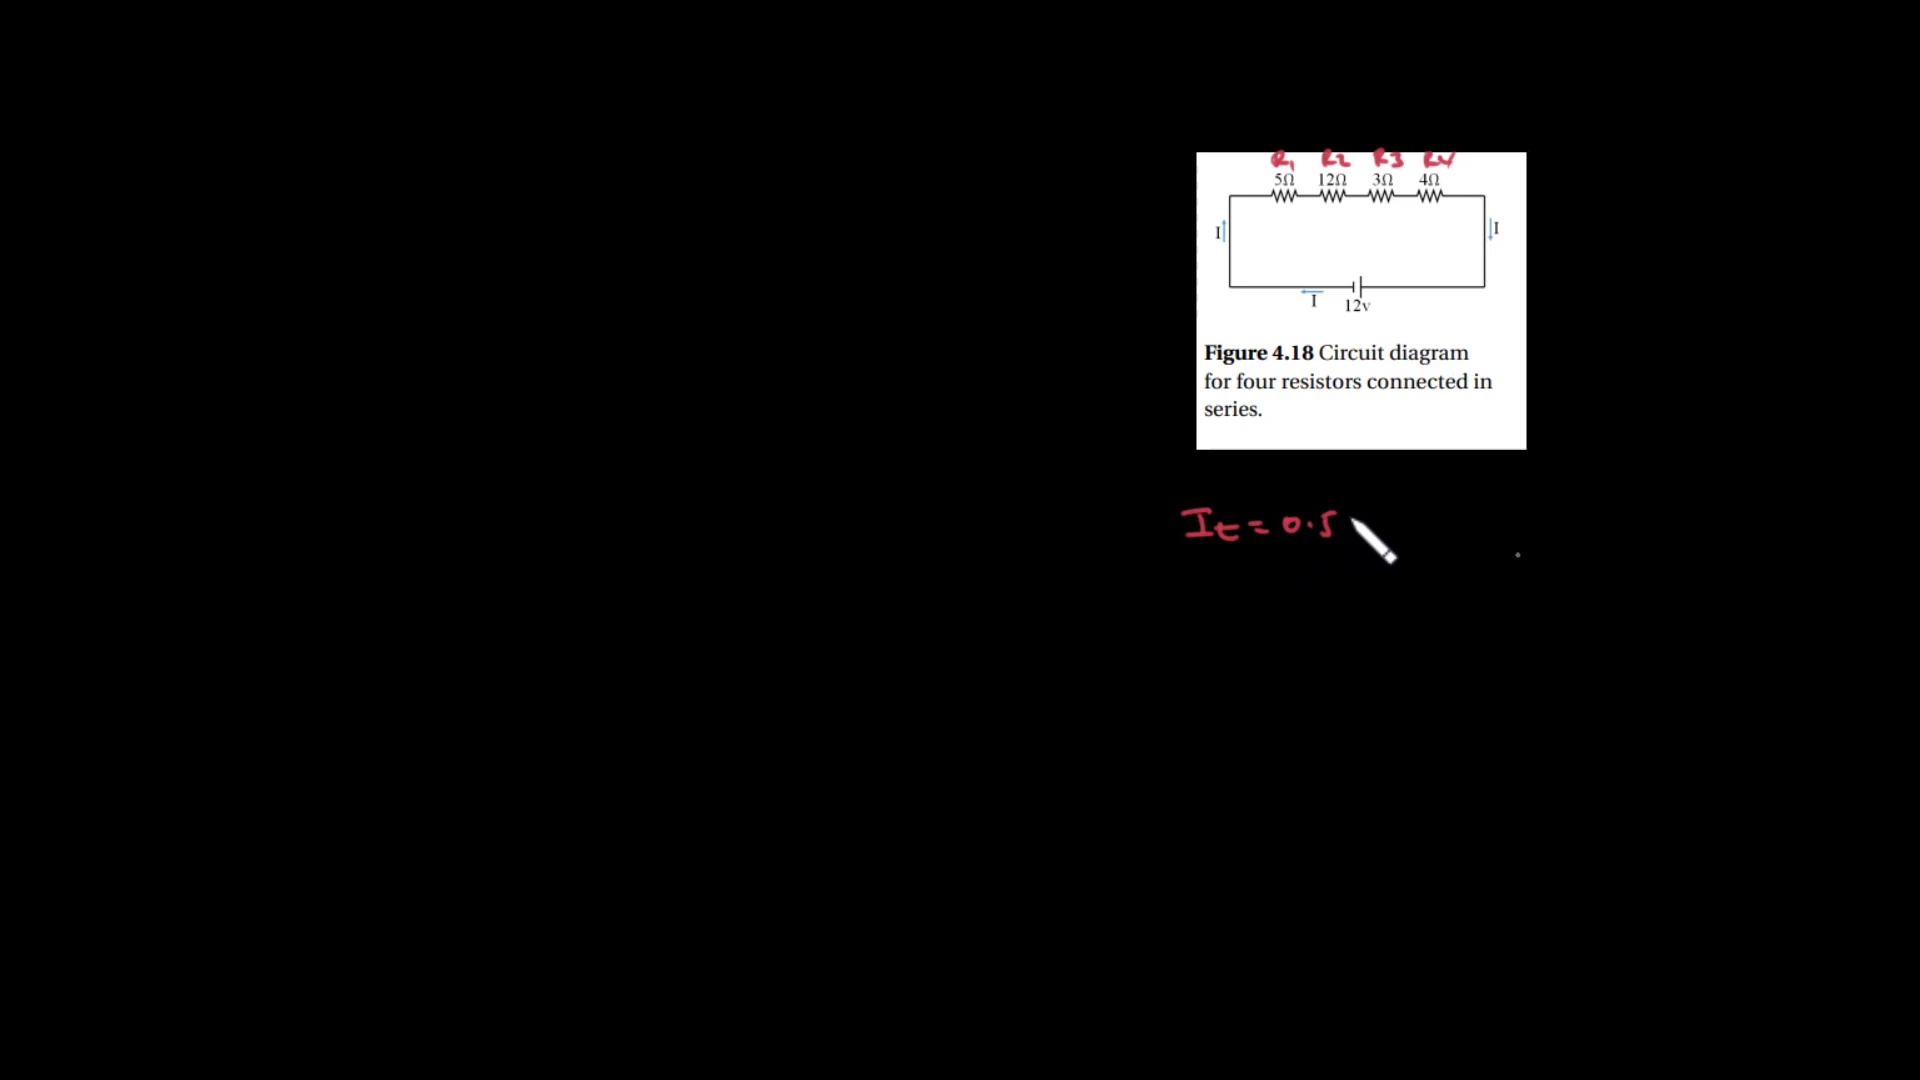 R1 R2 R3 R4
5Ω 12Ω 3Ω 4Ω
I I
I 12v
Figure 4.18 Circuit diagram
for four resistors connected in
series.
It = 0.5